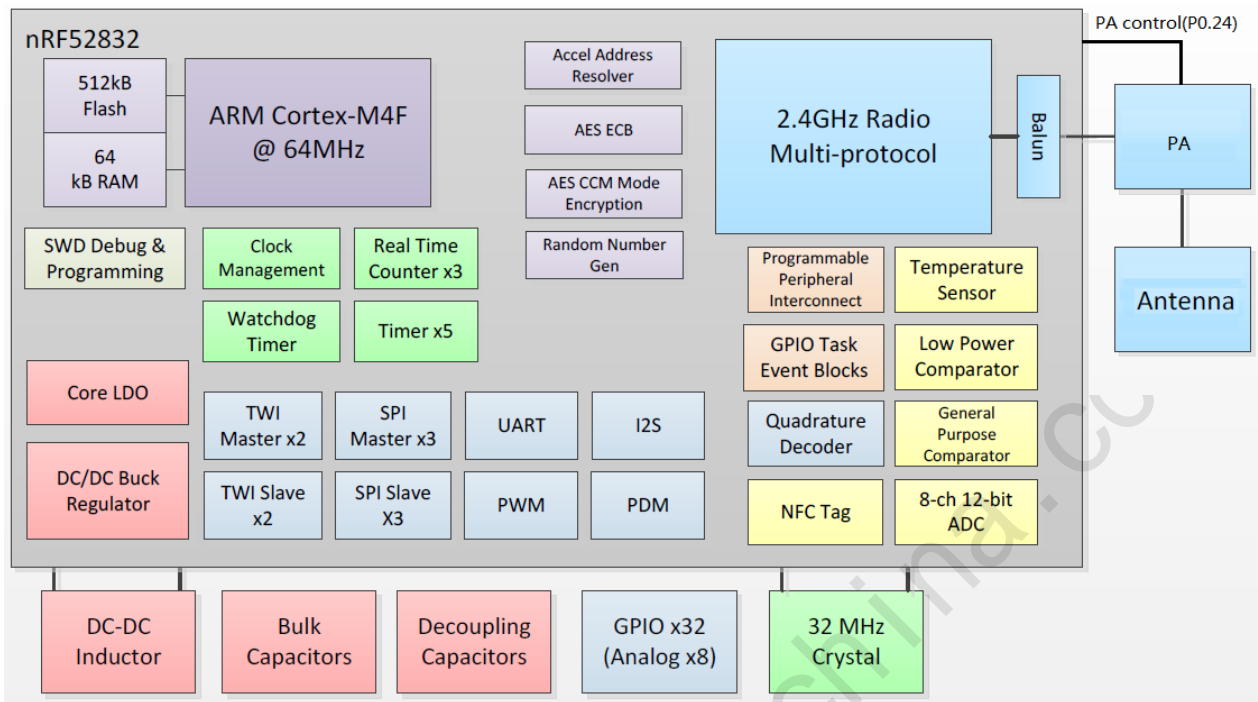 PA control(P0.24)
nRF52832
512kB
Flash
64
kB RAM
ARM Cortex-M4F
@ 64MHz
Accel Address
Resolver
AES ECB
AES CCM Mode
Encryption
Random Number
Gen
2.4GHz Radio
Multi-protocol
Balun
PA
Antenna
SWD Debug &
Programming
Clock
Management
Real Time
Counter x3
Watchdog
Timer
Timer x5
Programmable
Peripheral
Interconnect
Temperature
Sensor
GPIO Task
Event Blocks
Low Power
Comparator
Core LDO
DC/DC Buck
Regulator
TWI
Master x2
SPI
Master x3
UART
I2S
Quadrature
Decoder
General
Purpose
Comparator
TWI Slave
x2
SPI Slave
X3
PWM
PDM
NFC Tag
8-ch 12-bit
ADC
DC-DC
Inductor
Bulk
Capacitors
Decoupling
Capacitors
GPIO x32
(Analog x8)
32 MHz
Crystal